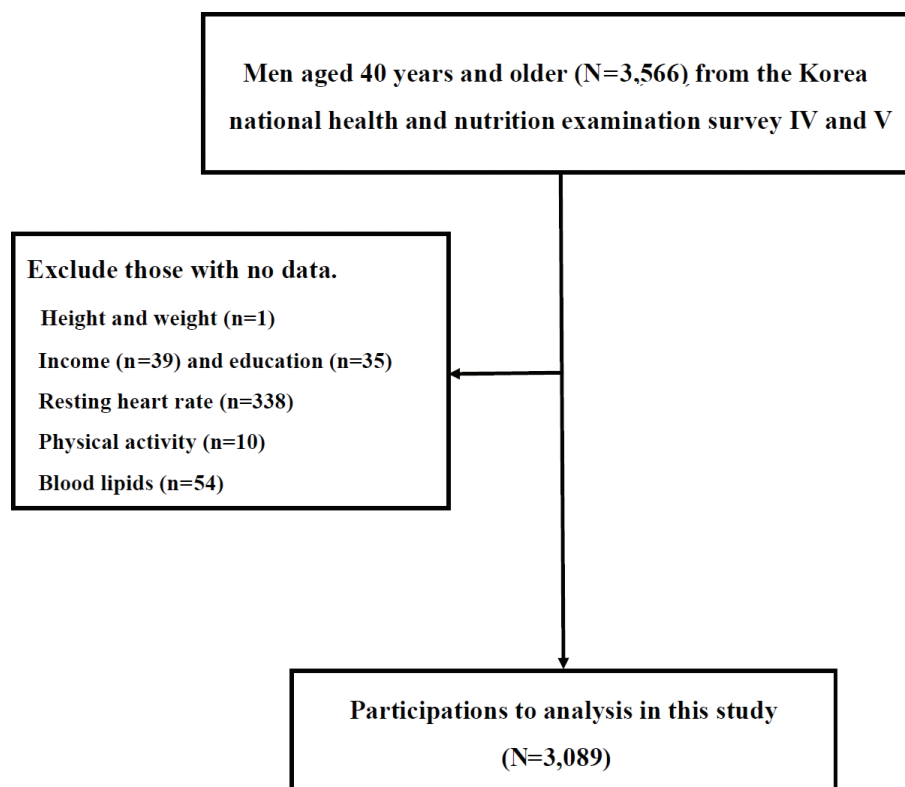 Men aged 40 years and older (N=3,566) from the Korea
national health and nutrition examination survey IV and V
Exclude those with no data.
Height and weight (n=1)
Income (n=39) and education (n=35)
Resting heart rate (n=338)
Physical activity (n=10)
Blood lipids (n=54)
Participations to analysis in this study
(N=3,089)